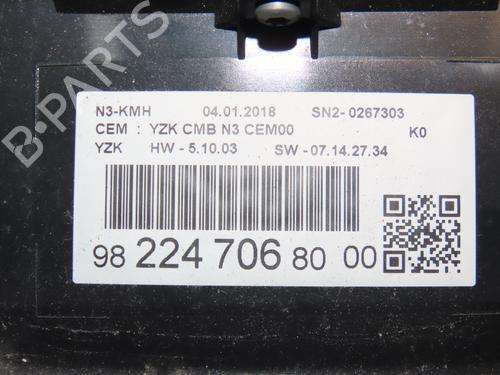 N3-KMH 04.01.2018 SN2- 0267303
CEM : YZK CMB N3 CEM00 K0
YZK HW - 5.10.03 SW - 07.14.27.34
98 224 706 80 00
B-PARTS